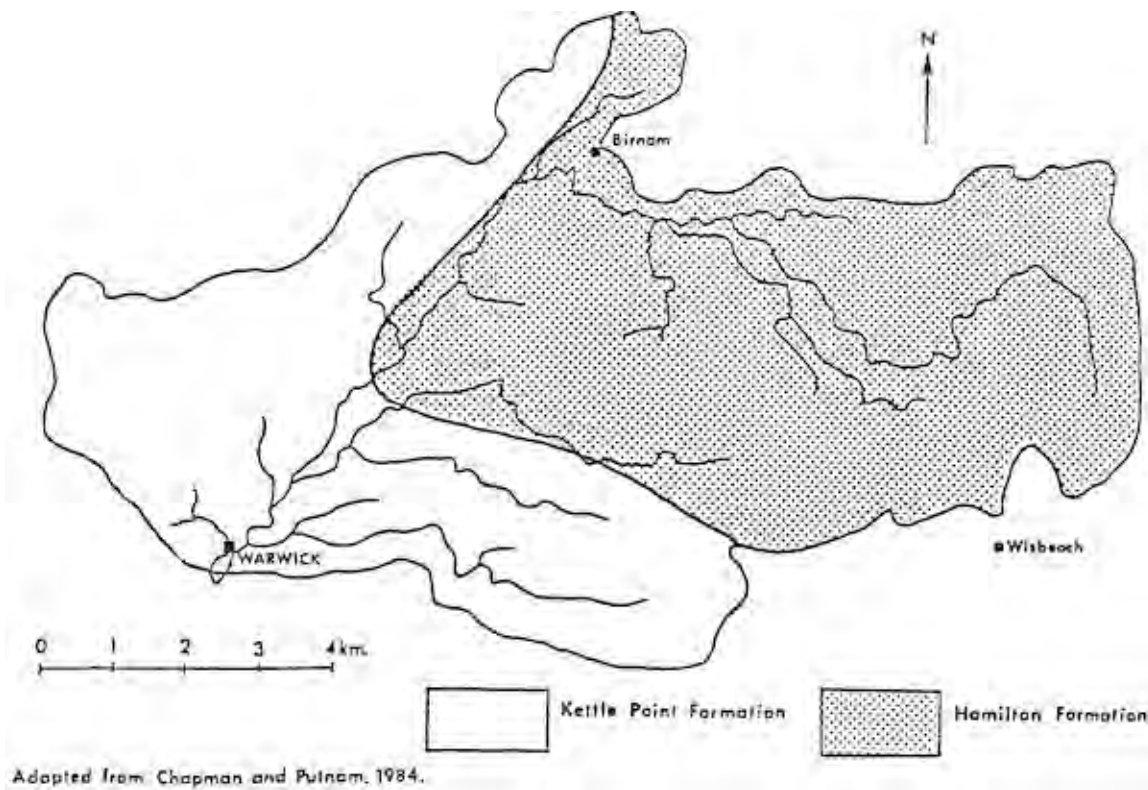 N
Birnam
WARWICK
Wisbeach
0 1 2 3 4 km.
Kettle Point Formation
Hamilton Formation
Adapted from Chapman and Putnam, 1984.